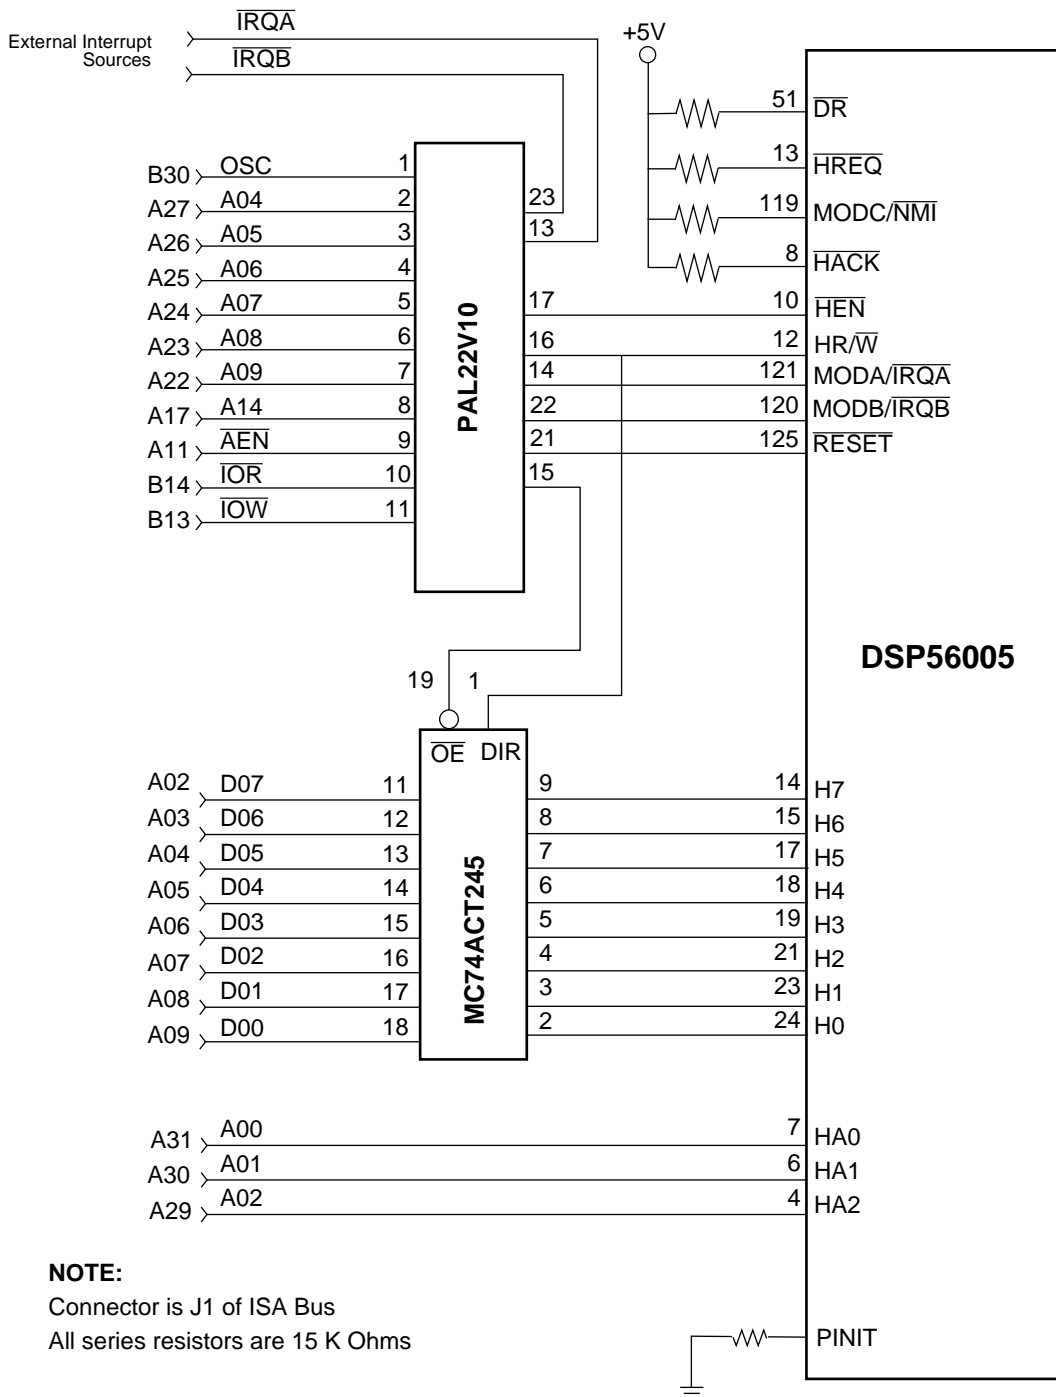 External Interrupt
Sources
IRQA
IRQB
+5V
B30 OSC 1
A27 A04 2
A26 A05 3
A25 A06 4
A24 A07 5
A23 A08 6
A22 A09 7
A17 A14 8
A11 AEN 9
B14 IOR 10
B13 IOW 11
PAL22V10
23
13
17
16
14
22
21
15
51 DR
13 HREQ
119 MODC/NMI
8 HACK
10 HEN
12 HR/W
121 MODA/IRQA
120 MODB/IRQB
125 RESET
DSP56005
19 1
OE DIR
A02 D07 11
A03 D06 12
A04 D05 13
A05 D04 14
A06 D03 15
A07 D02 16
A08 D01 17
A09 D00 18
MC74ACT245
9 14 H7
8 15 H6
7 17 H5
6 18 H4
5 19 H3
4 21 H2
3 23 H1
2 24 H0
A31 A00 7 HA0
A30 A01 6 HA1
A29 A02 4 HA2
NOTE:
Connector is J1 of ISA Bus
All series resistors are 15 K Ohms
PINIT